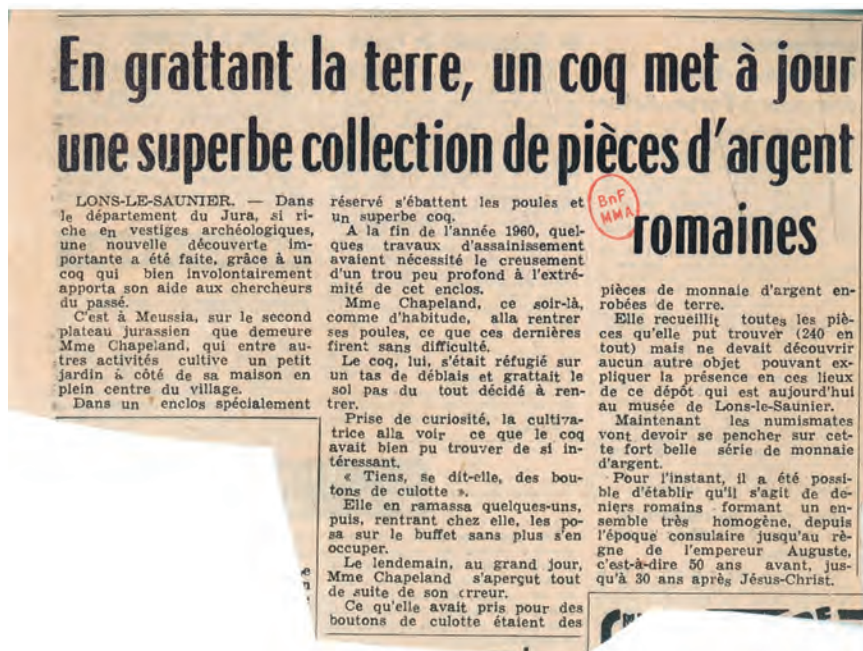 En grattant la terre, un coq met à jour
une superbe collection de pièces d'argent
romaines
BnF
MMA
LONS-LE-SAUNIER. — Dans
le département du Jura, si ri-
che en vestiges archéologiques,
une nouvelle découverte im-
portante a été faite, grâce à un
coq qui bien involontairement
apporta son aide aux chercheurs
du passé.
C'est à Meussia, sur le second
plateau jurassien que demeure
Mme Chapeland, qui entre au-
tres activités cultive un petit
jardin à côté de sa maison en
plein centre du village.
Dans un enclos spécialement
réservé s'ébattent les poules et
un superbe coq.
A la fin de l'année 1960, quel-
ques travaux d'assainissement
avaient nécessité le creusement
d'un trou peu profond à l'extré-
mité de cet enclos.
Mme Chapeland, ce soir-là,
comme d'habitude, alla rentrer
ses poules, ce que ces dernières
firent sans difficulté.
Le coq, lui, s'était réfugié sur
un tas de déblais et grattait le
sol pas du tout décidé à ren-
trer.
Prise de curiosité, la cultiva-
trice alla voir ce que le coq
avait bien pu trouver de si in-
téressant.
« Tiens, se dit-elle, des bou-
tons de culotte ».
Elle en ramassa quelques-uns,
puis, rentrant chez elle, les po-
sa sur le buffet sans plus s'en
occuper.
Le lendemain, au grand jour,
Mme Chapeland s'aperçut tout
de suite de son erreur.
Ce qu'elle avait pris pour des
boutons de culotte étaient des
pièces de monnaie d'argent en-
robées de terre.
Elle recueillit toutes les piè-
ces qu'elle put trouver (240 en
tout) mais ne devait découvrir
aucun autre objet pouvant ex-
pliquer la présence en ces lieux
de ce dépôt qui est aujourd'hui
au musée de Lons-le-Saunier.
Maintenant les numismates
vont devoir se pencher sur cet-
te fort belle série de monnaie
d'argent.
Pour l'instant, il a été possi-
ble d'établir qu'il s'agit de de-
niers romains formant un en-
semble très homogène, depuis
l'époque consulaire jusqu'au rè-
gne de l'empereur Auguste,
c'est-à-dire 50 ans avant, jus-
qu'à 30 ans après Jésus-Christ.